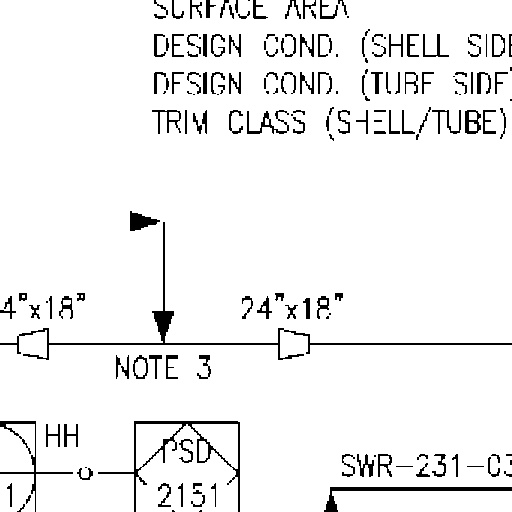 SURFACE AREA
DESIGN COND. (SHELL SIDE
DESIGN COND. (TUBE SIDE)
TRIM CLASS (SHELL/TUBE)
4"x18"
24"x18"
NOTE 3
HH
PSD
2151
1
SWR-231-03